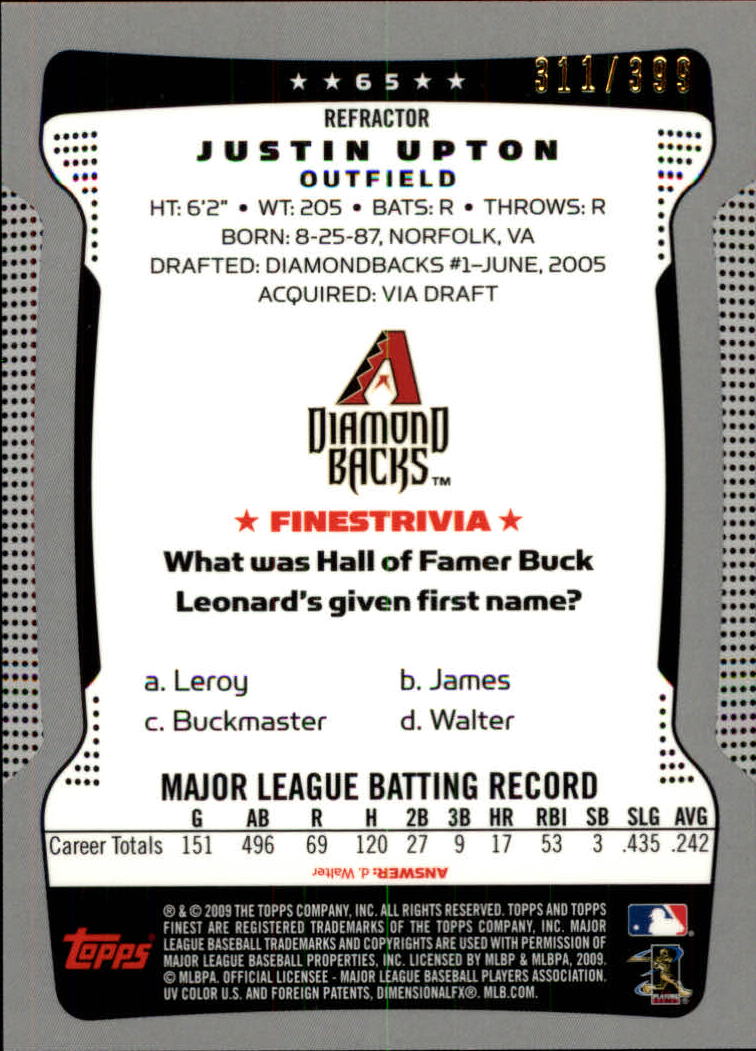 ★ ★ 6 5 ★ ★ 311/399
REFRACTOR
JUSTIN UPTON
OUTFIELD
HT: 6'2" • WT: 205 • BATS: R • THROWS: R
BORN: 8-25-87, NORFOLK, VA
DRAFTED: DIAMONDBACKS #1–JUNE, 2005
ACQUIRED: VIA DRAFT
A
DIAMOND
BACKS™
★ FINESTRIVIA ★
What was Hall of Famer Buck
Leonard's given first name?
a. Leroy b. James
c. Buckmaster d. Walter
MAJOR LEAGUE BATTING RECORD
G AB R H 2B 3B HR RBI SB SLG AVG
Career Totals 151 496 69 120 27 9 17 53 3 .435 .242
ANSWER: d. Walter
® & © 2009 THE TOPPS COMPANY, INC. ALL RIGHTS RESERVED. TOPPS AND TOPPS
FINEST ARE REGISTERED TRADEMARKS OF THE TOPPS COMPANY, INC. MAJOR
LEAGUE BASEBALL TRADEMARKS AND COPYRIGHTS ARE USED WITH PERMISSION OF
MAJOR LEAGUE BASEBALL PROPERTIES, INC. LICENSED BY MLBP & MLBPA, 2009.
© MLBPA. OFFICIAL LICENSEE - MAJOR LEAGUE BASEBALL PLAYERS ASSOCIATION.
UV COLOR U.S. AND FOREIGN PATENTS, DIMENSIONALFX®. MLB.COM.
topps®